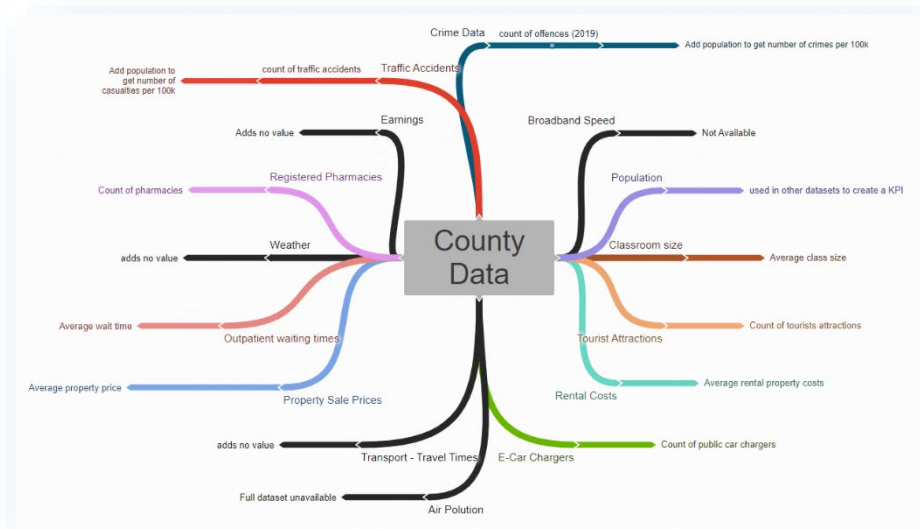 Crime Data
count of offences (2019)
Add population to get number of crimes per 100k
Add population to
get number of
casualties per 100k
count of traffic accidents
Traffic Accidents
Adds no value
Earnings
Broadband Speed
Not Available
Count of pharmacies
Registered Pharmacies
Population
used in other datasets to create a KPI
adds no value
Weather
County
Data
Classroom size
Average class size
Average wait time
Outpatient waiting times
Tourist Attractions
Count of tourists attractions
Average property price
Property Sale Prices
Rental Costs
Average rental property costs
adds no value
Transport - Travel Times
E-Car Chargers
Count of public car chargers
Full dataset unavailable
Air Polution